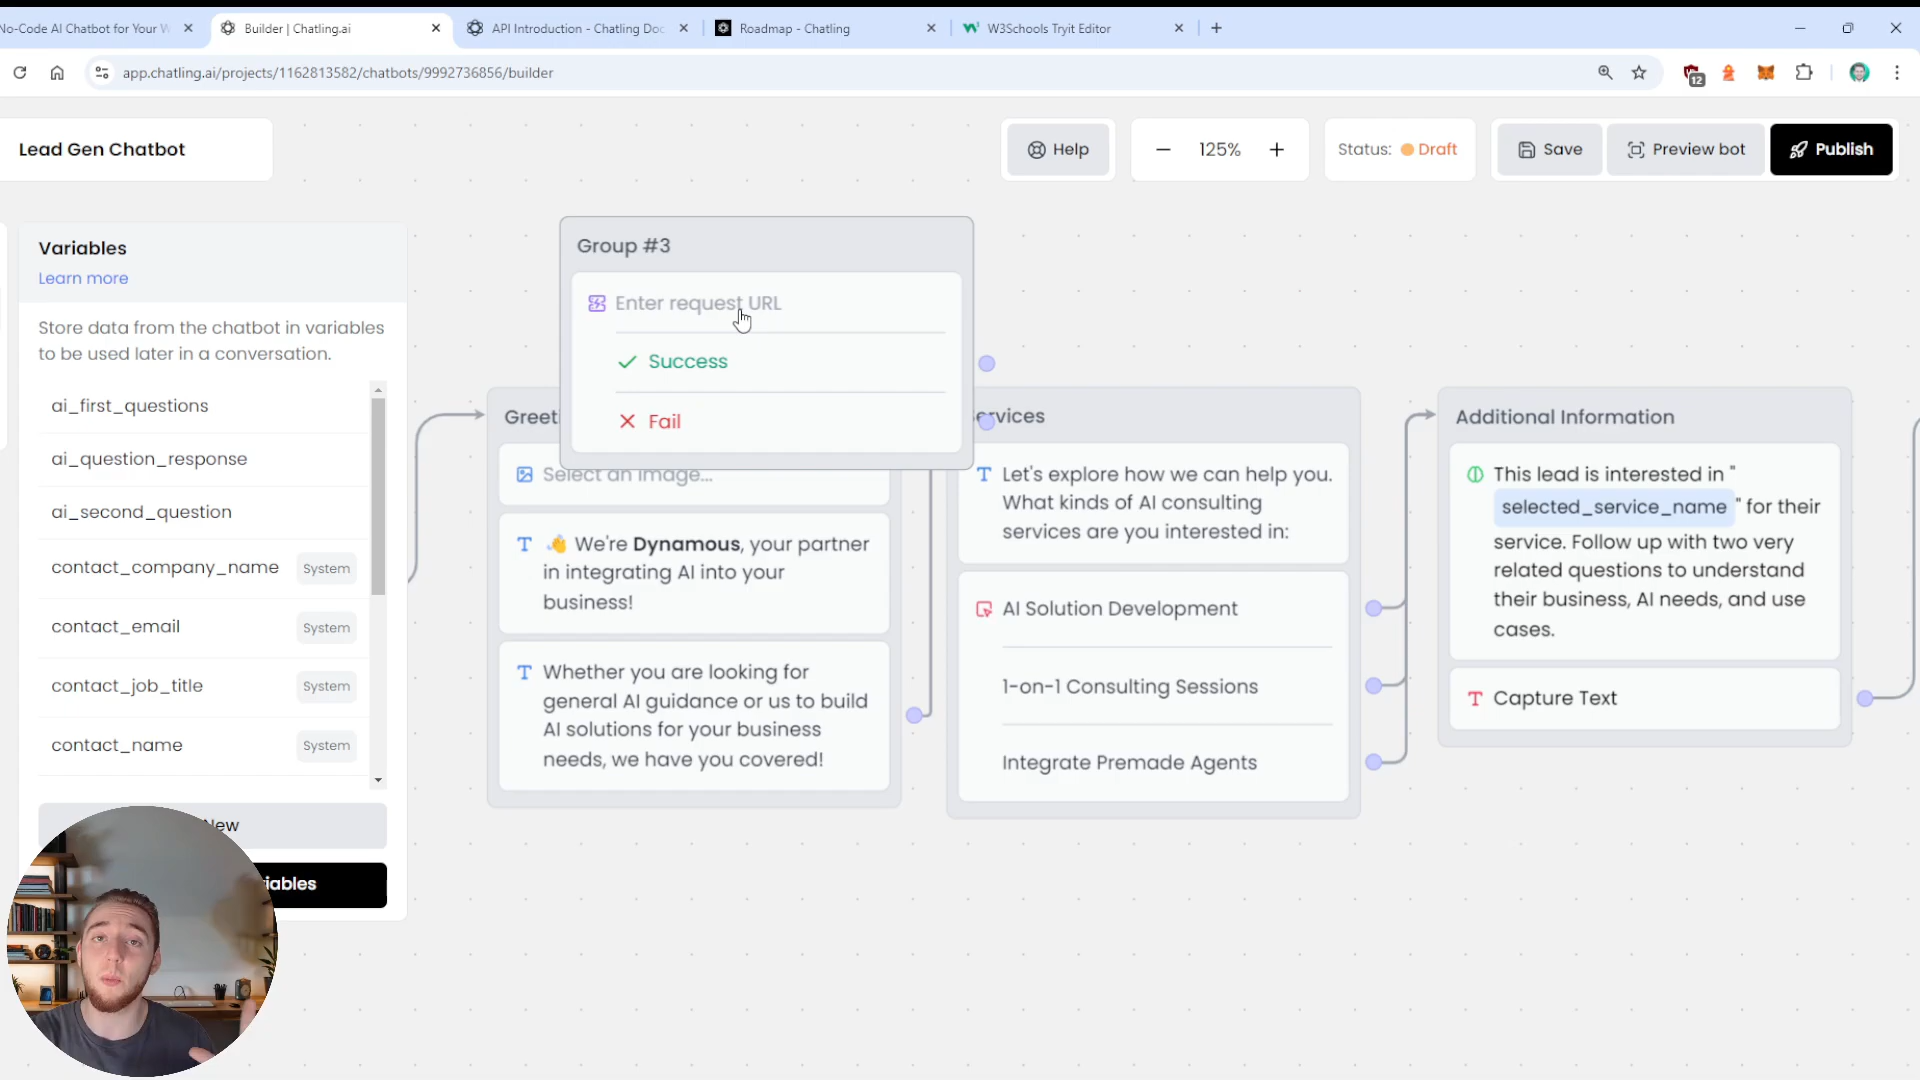 No-Code AI Chatbot for Your W
Builder | Chatling.ai
API Introduction - Chatling Doc
Roadmap - Chatling
W3Schools Tryit Editor
app.chatling.ai/projects/1162813582/chatbots/9992736856/builder
12
Lead Gen Chatbot
Help
125%
Status: Draft
Save
Preview bot
Publish
Variables
Learn more
Store data from the chatbot in variables
to be used later in a conversation.
ai_first_questions
ai_question_response
ai_second_question
contact_company_name System
contact_email System
contact_job_title System
contact_name System
New
iables
Group #3
Enter request URL
Success
Fail
Greeti
Select an image...
👋 We're Dynamous, your partner
in integrating AI into your
business!
Whether you are looking for
general AI guidance or us to build
AI solutions for your business
needs, we have you covered!
ervices
Let's explore how we can help you.
What kinds of AI consulting
services are you interested in:
AI Solution Development
1-on-1 Consulting Sessions
Integrate Premade Agents
Additional Information
This lead is interested in "
selected_service_name " for their
service. Follow up with two very
related questions to understand
their business, AI needs, and use
cases.
Capture Text